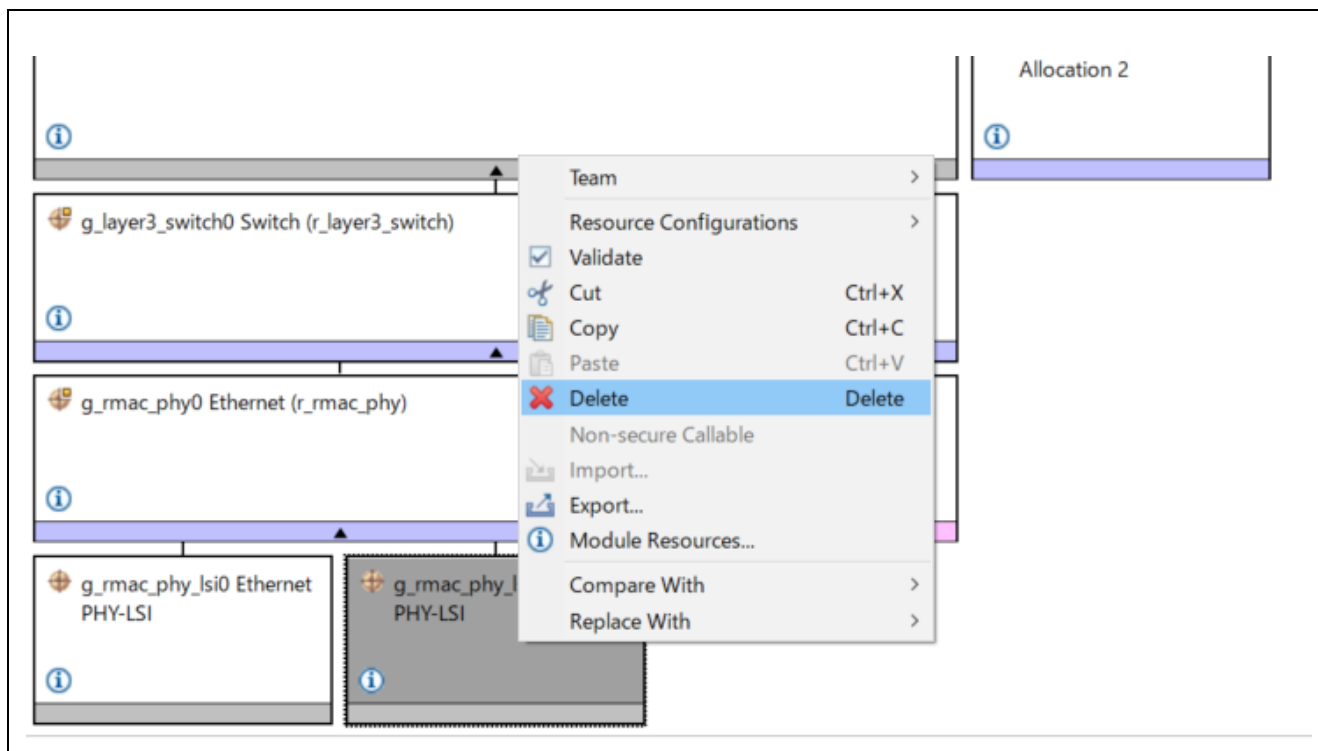 Allocation 2
g_layer3_switch0 Switch (r_layer3_switch)
g_rmac_phy0 Ethernet (r_rmac_phy)
g_rmac_phy_lsi0 Ethernet
PHY-LSI
g_rmac_phy_l
PHY-LSI
Team
Resource Configurations
Validate
Cut Ctrl+X
Copy Ctrl+C
Paste Ctrl+V
Delete Delete
Non-secure Callable
Import...
Export...
Module Resources...
Compare With
Replace With